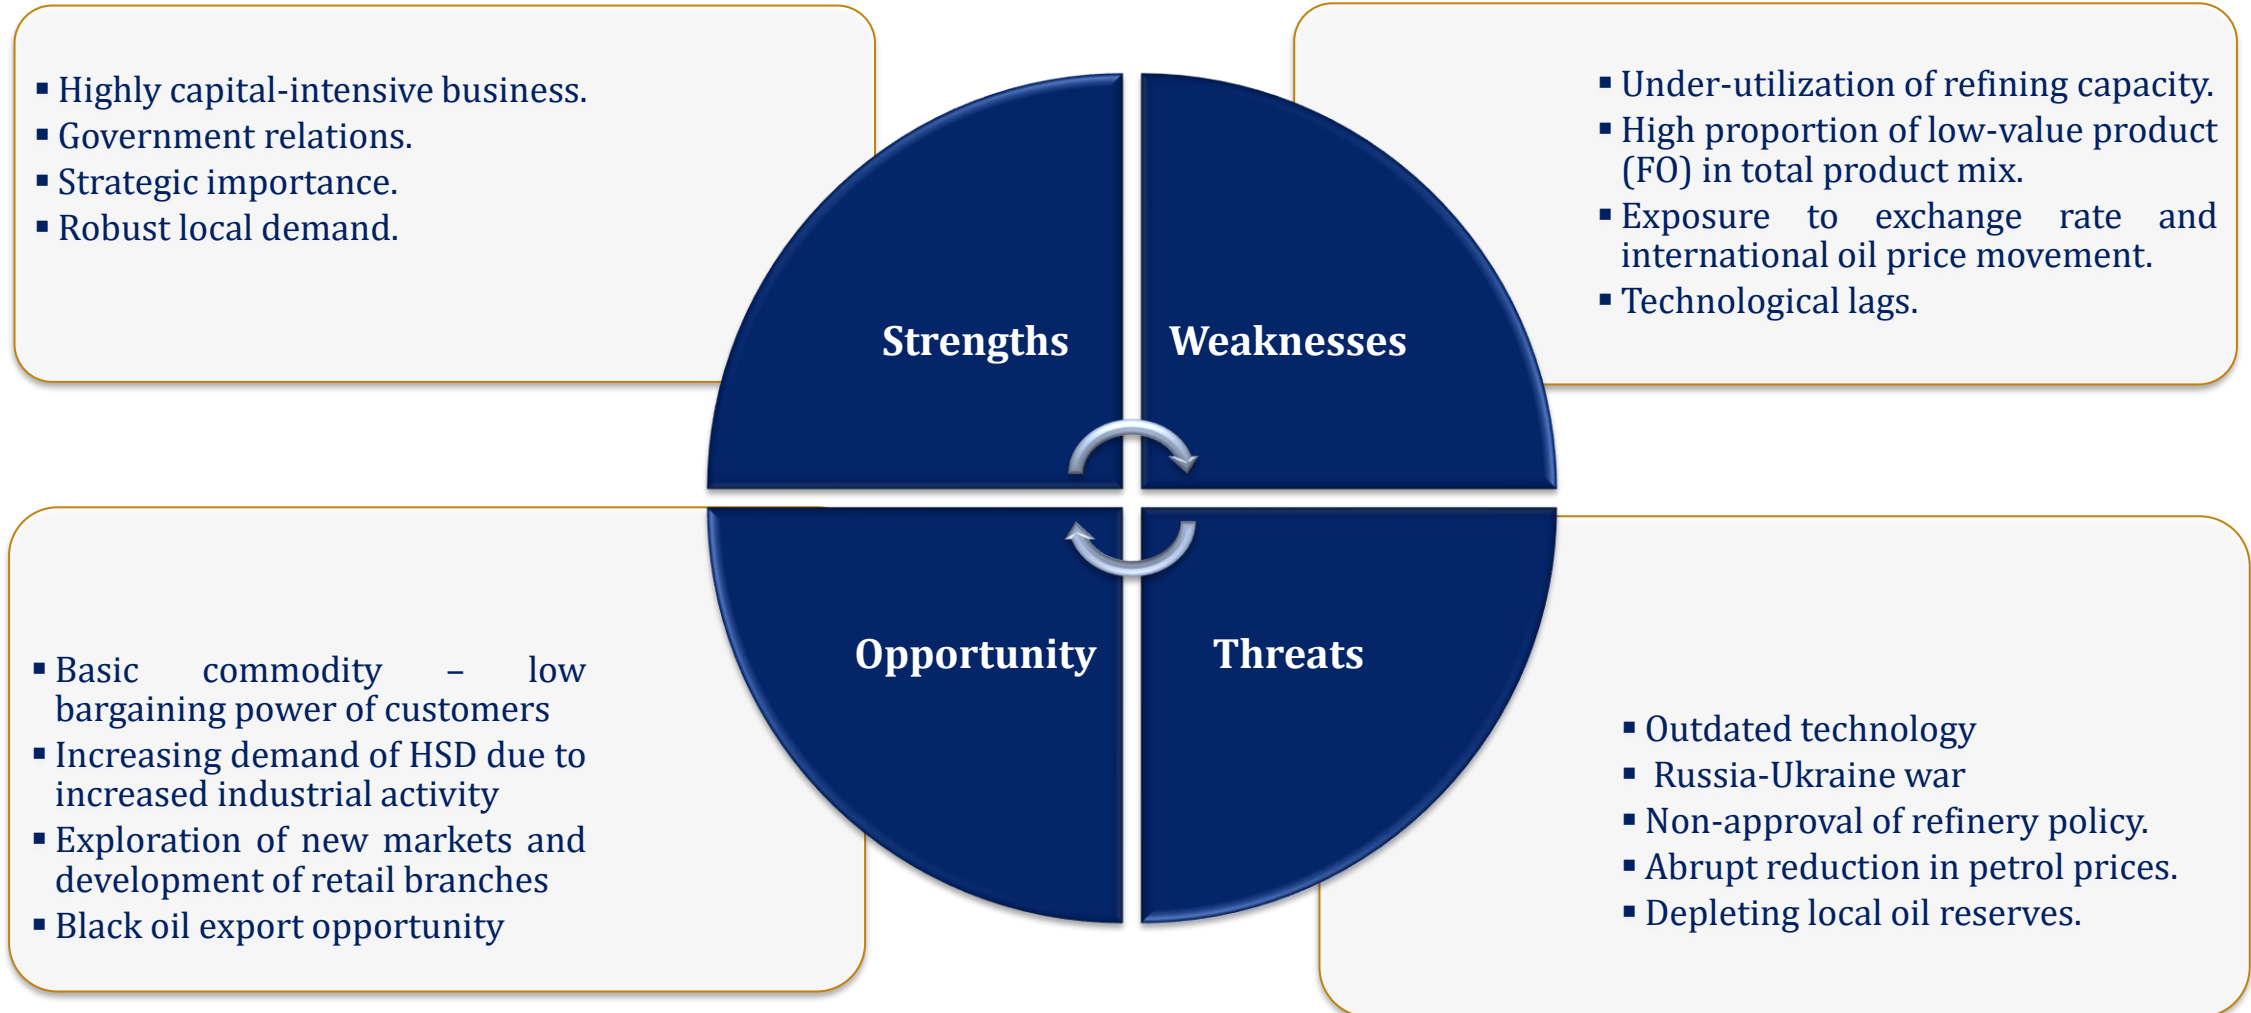 ▪ Highly capital-intensive business.
▪ Government relations.
▪ Strategic importance.
▪ Robust local demand.
▪ Under-utilization of refining capacity.
▪ High proportion of low-value product
(FO) in total product mix.
▪ Exposure to exchange rate and
international oil price movement.
▪ Technological lags.
Strengths
Weaknesses
Opportunity
Threats
▪ Basic commodity – low
bargaining power of customers
▪ Increasing demand of HSD due to
increased industrial activity
▪ Exploration of new markets and
development of retail branches
▪ Black oil export opportunity
▪ Outdated technology
▪ Russia-Ukraine war
▪ Non-approval of refinery policy.
▪ Abrupt reduction in petrol prices.
▪ Depleting local oil reserves.